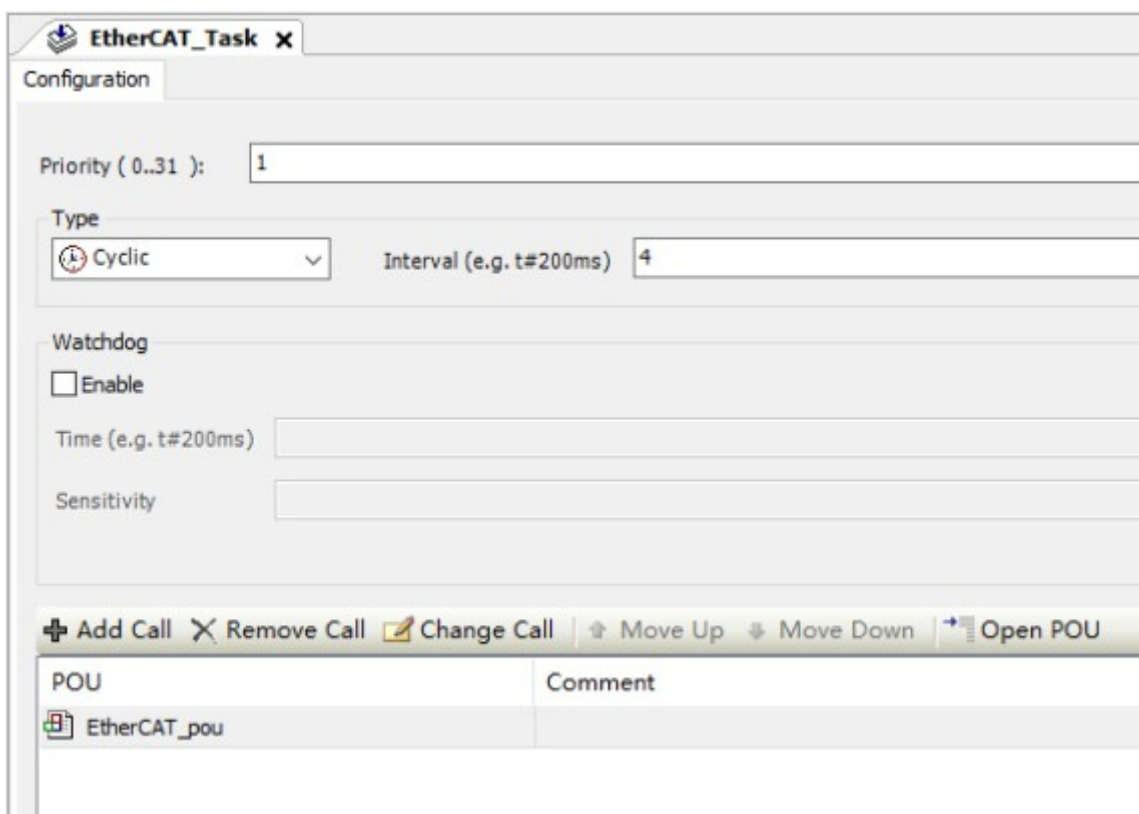 EtherCAT_Task
Configuration
Priority ( 0..31 ): 1
Type
Cyclic Interval (e.g. t#200ms) 4
Watchdog
Enable
Time (e.g. t#200ms)
Sensitivity
Add Call Remove Call Change Call Move Up Move Down Open POU
POU Comment
EtherCAT_pou